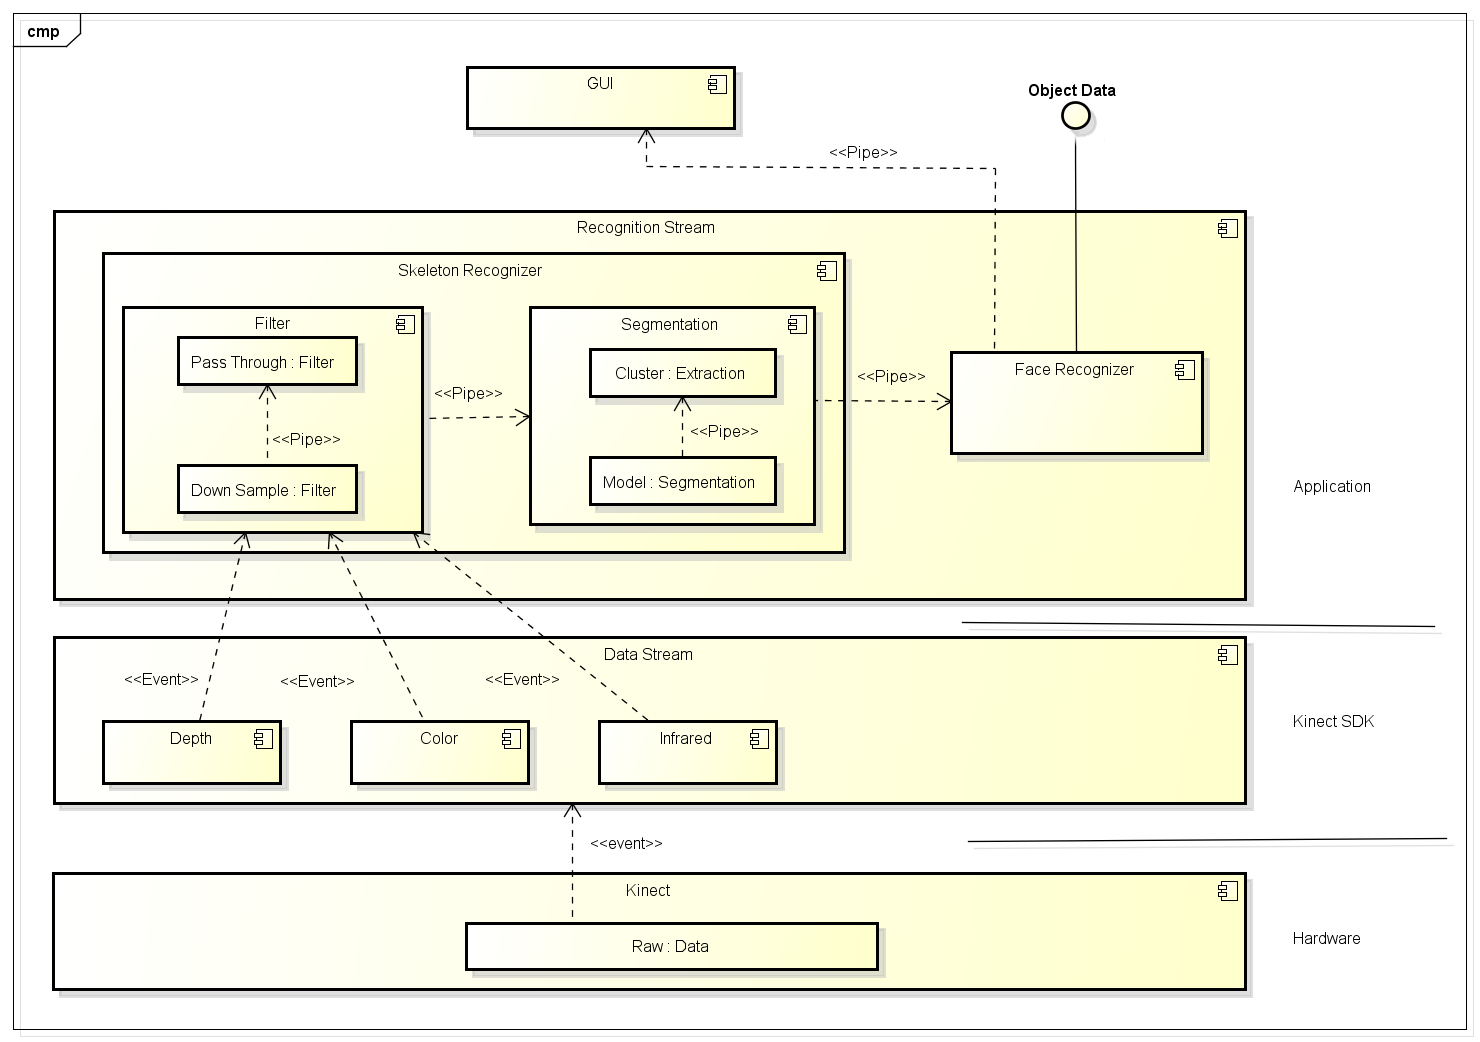 cmp
GUI
Object Data
<<Pipe>>
Recognition Stream
Skeleton Recognizer
Filter
Segmentation
Pass Through : Filter
Cluster : Extraction
Face Recognizer
<<Pipe>>
<<Pipe>>
<<Pipe>>
<<Pipe>>
Down Sample : Filter
Model : Segmentation
Application
Data Stream
<<Event>>
<<Event>>
<<Event>>
Depth
Color
Infrared
Kinect SDK
<<event>>
Kinect
Raw : Data
Hardware